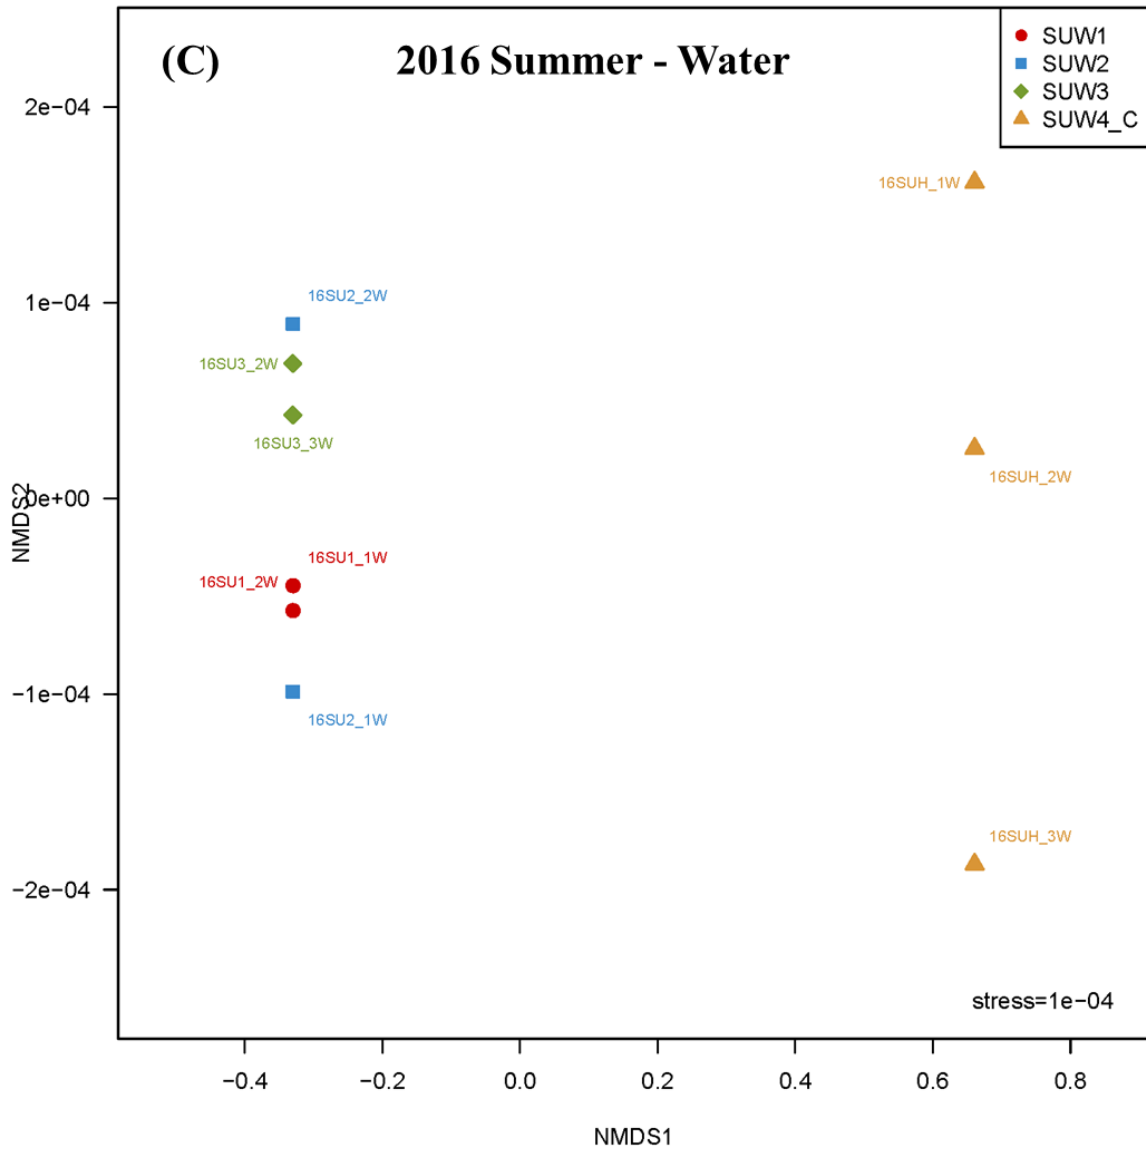 (C) 2016 Summer - Water
SUW1
SUW2
SUW3
SUW4_C
2e−04
1e−04
0e+00
−1e−04
−2e−04
NMDS2
16SUH_1W
16SU2_2W
16SU3_2W
16SU3_3W
16SUH_2W
16SU1_1W
16SU1_2W
16SU2_1W
16SUH_3W
stress=1e−04
−0.4 −0.2 0.0 0.2 0.4 0.6 0.8
NMDS1